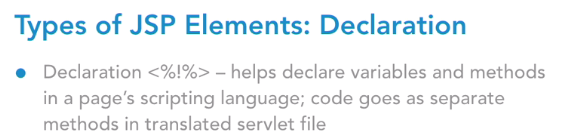 Types of JSP Elements: Declaration
● Declaration <%!%> – helps declare variables and methods
in a page's scripting language; code goes as separate
methods in translated servlet file